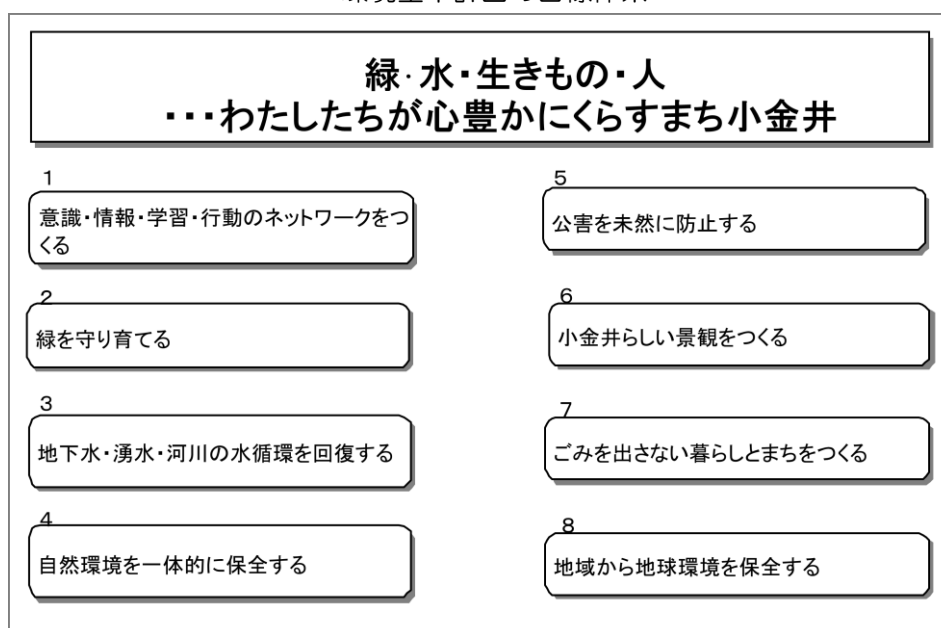 緑・水・生きもの・人
・・・わたしたちが心豊かにくらすまち小金井
1
意識・情報・学習・行動のネットワークをつ
くる
2
緑を守り育てる
3
地下水・湧水・河川の水循環を回復する
4
自然環境を一体的に保全する
5
公害を未然に防止する
6
小金井らしい景観をつくる
7
ごみを出さない暮らしとまちをつくる
8
地域から地球環境を保全する